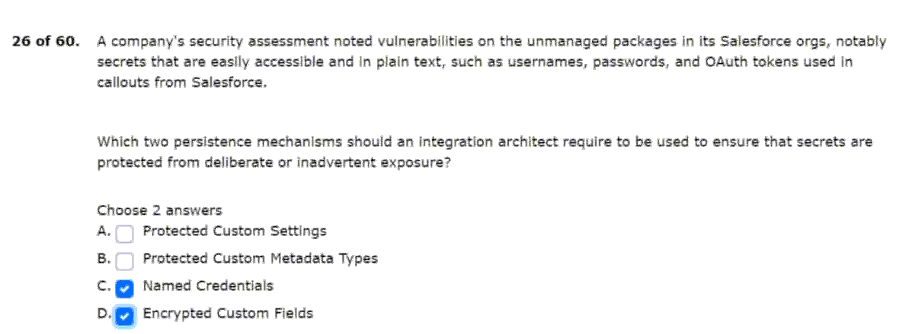 26 of 60. A company's security assessment noted vulnerabilities on the unmanaged packages in its Salesforce orgs, notably
secrets that are easily accessible and in plain text, such as usernames, passwords, and OAuth tokens used in
callouts from Salesforce.
Which two persistence mechanisms should an integration architect require to be used to ensure that secrets are
protected from deliberate or inadvertent exposure?
Choose 2 answers
A. Protected Custom Settings
B. Protected Custom Metadata Types
C. Named Credentials
D. Encrypted Custom Fields